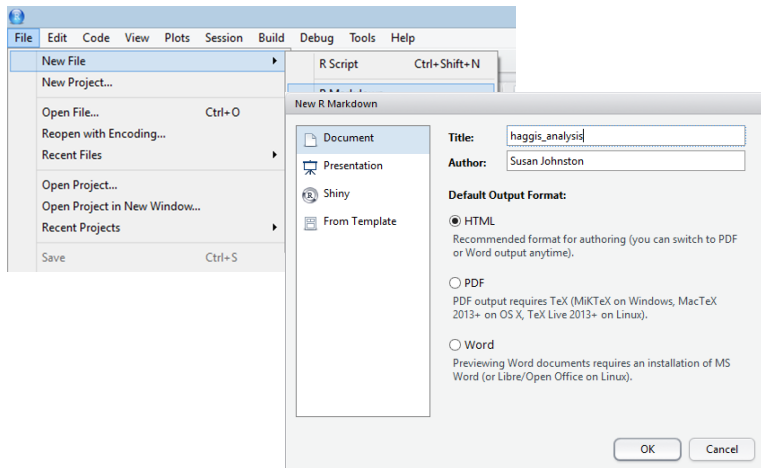 File Edit Code View Plots Session Build Debug Tools Help
New File
New Project...
Open File... Ctrl+O
Reopen with Encoding...
Recent Files
Open Project...
Open Project in New Window...
Recent Projects
Save Ctrl+S
R Script Ctrl+Shift+N
New R Markdown
Document
Presentation
Shiny
From Template
Title: haggis_analysis
Author: Susan Johnston
Default Output Format:
HTML
Recommended format for authoring (you can switch to PDF
or Word output anytime).
PDF
PDF output requires TeX (MiKTeX on Windows, MacTeX
2013+ on OS X, TeX Live 2013+ on Linux).
Word
Previewing Word documents requires an installation of MS
Word (or Libre/Open Office on Linux).
OK Cancel